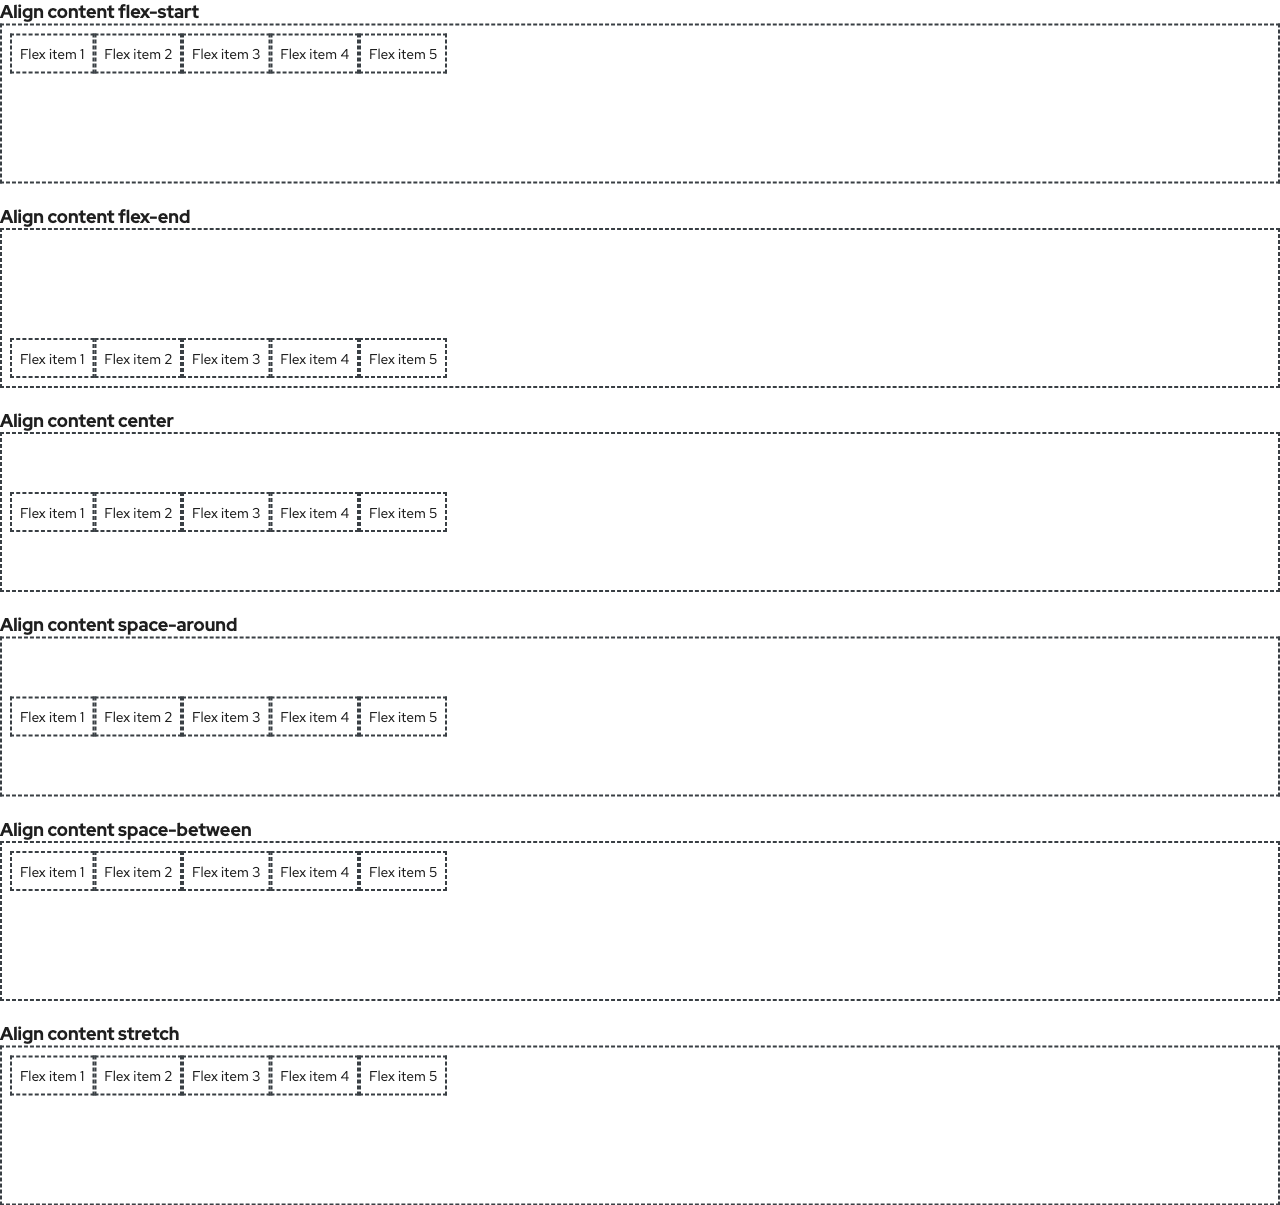 Align content flex-start
Flex item 1 Flex item 2 Flex item 3 Flex item 4 Flex item 5
Align content flex-end
Flex item 1 Flex item 2 Flex item 3 Flex item 4 Flex item 5
Align content center
Flex item 1 Flex item 2 Flex item 3 Flex item 4 Flex item 5
Align content space-around
Flex item 1 Flex item 2 Flex item 3 Flex item 4 Flex item 5
Align content space-between
Flex item 1 Flex item 2 Flex item 3 Flex item 4 Flex item 5
Align content stretch
Flex item 1 Flex item 2 Flex item 3 Flex item 4 Flex item 5